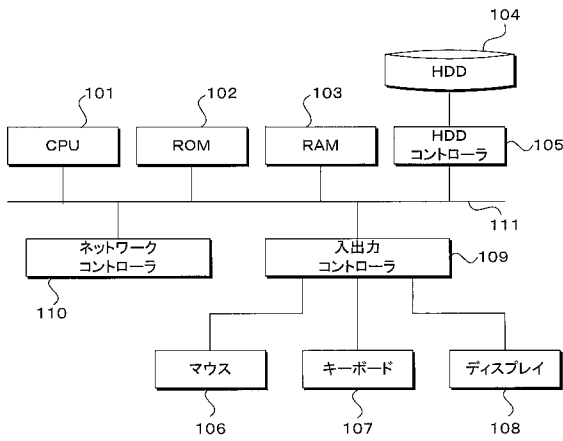 104
HDD
101
102
103
CPU
ROM
RAM
HDD
コントローラ
105
111
ネットワーク
コントローラ
入出力
コントローラ
109
110
マウス
キーボード
ディスプレイ
106
107
108